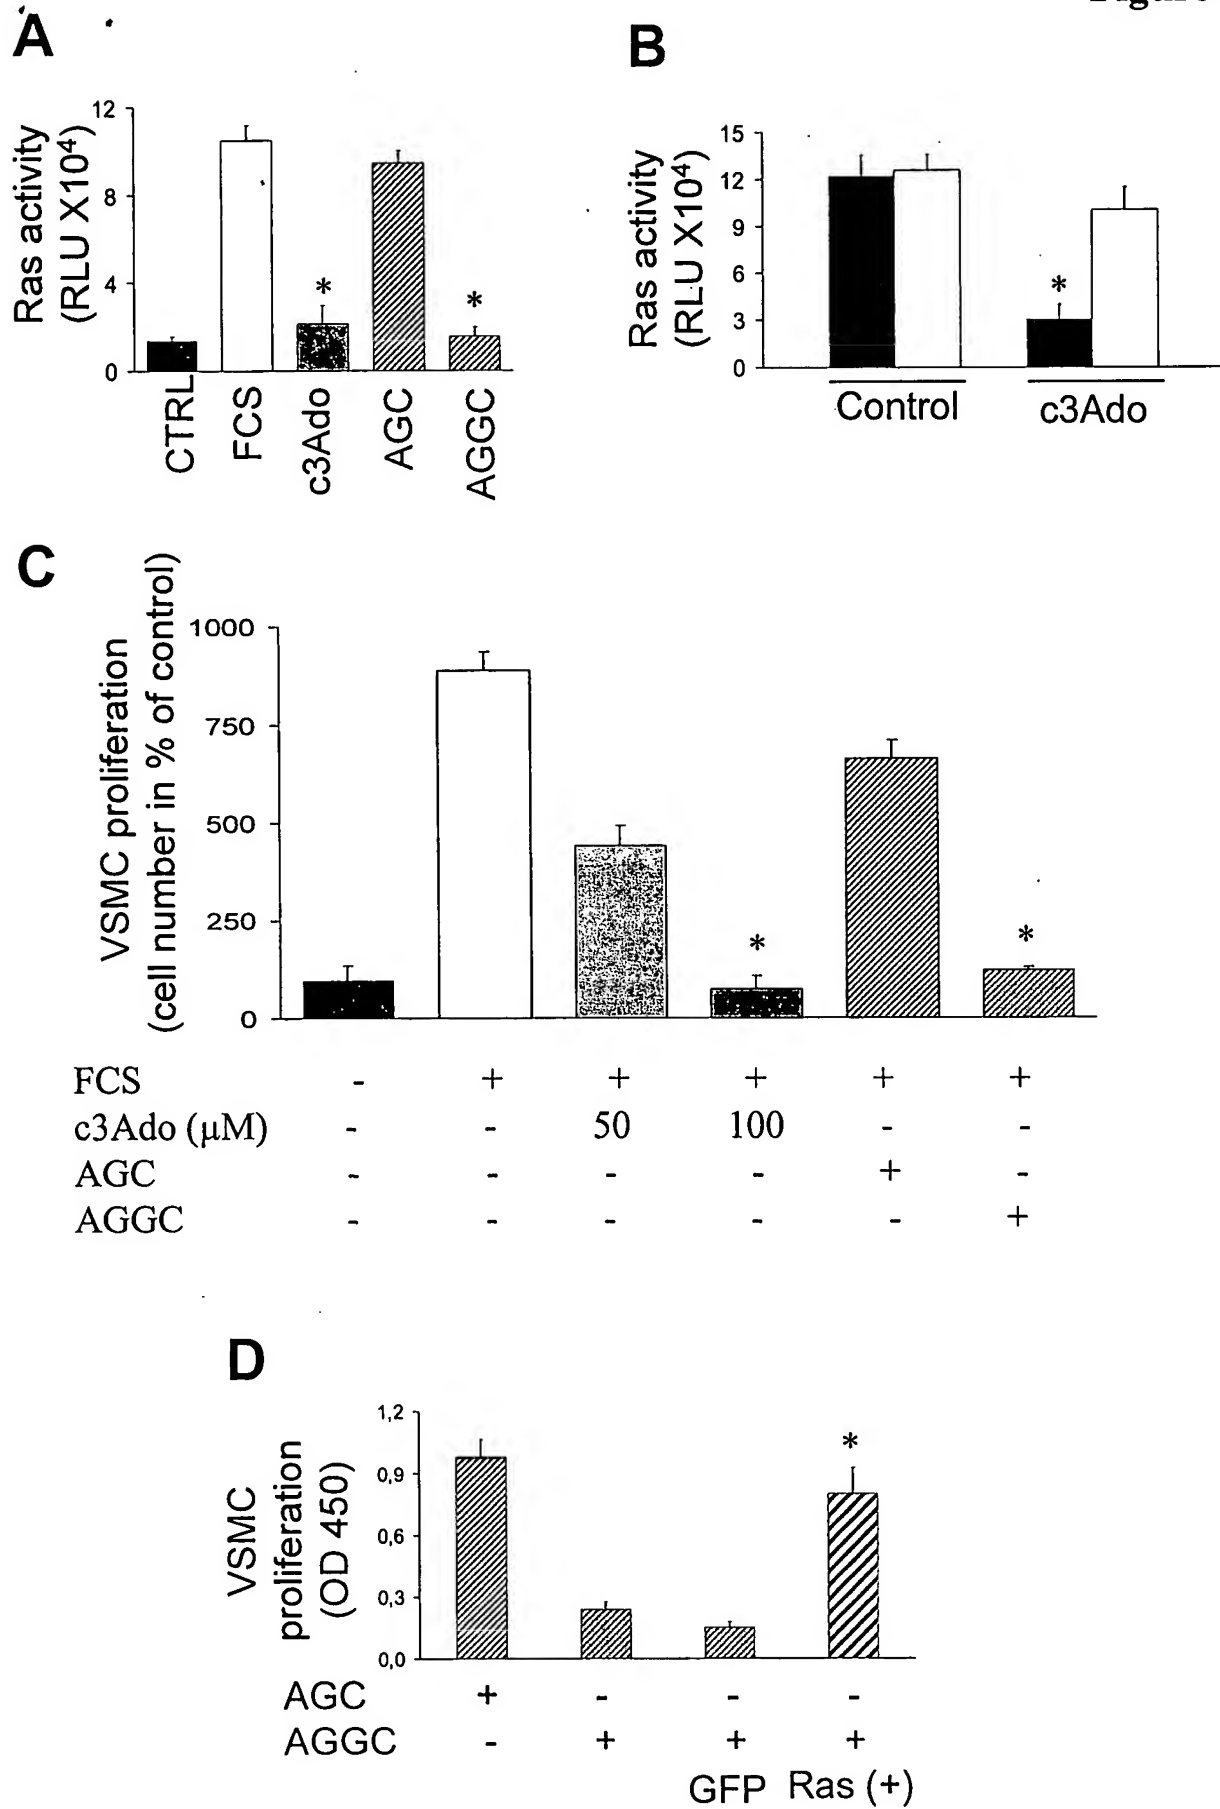 A
Ras activity
(RLU X10⁴)
12
8
4
0
*
*
CTRL
FCS
c3Ado
AGC
AGGC
B
Ras activity
(RLU X10⁴)
15
12
9
6
3
0
*
Control
c3Ado
C
VSMC proliferation
(cell number in % of control)
1000
750
500
250
0
*
*
FCS - + + + + +
c3Ado (μM) - - 50 100 - -
AGC - - - - + -
AGGC - - - - - +
D
VSMC
proliferation
(OD 450)
1,2
0,9
0,6
0,3
0,0
*
AGC + - - -
AGGC - + + +
GFP Ras (+)